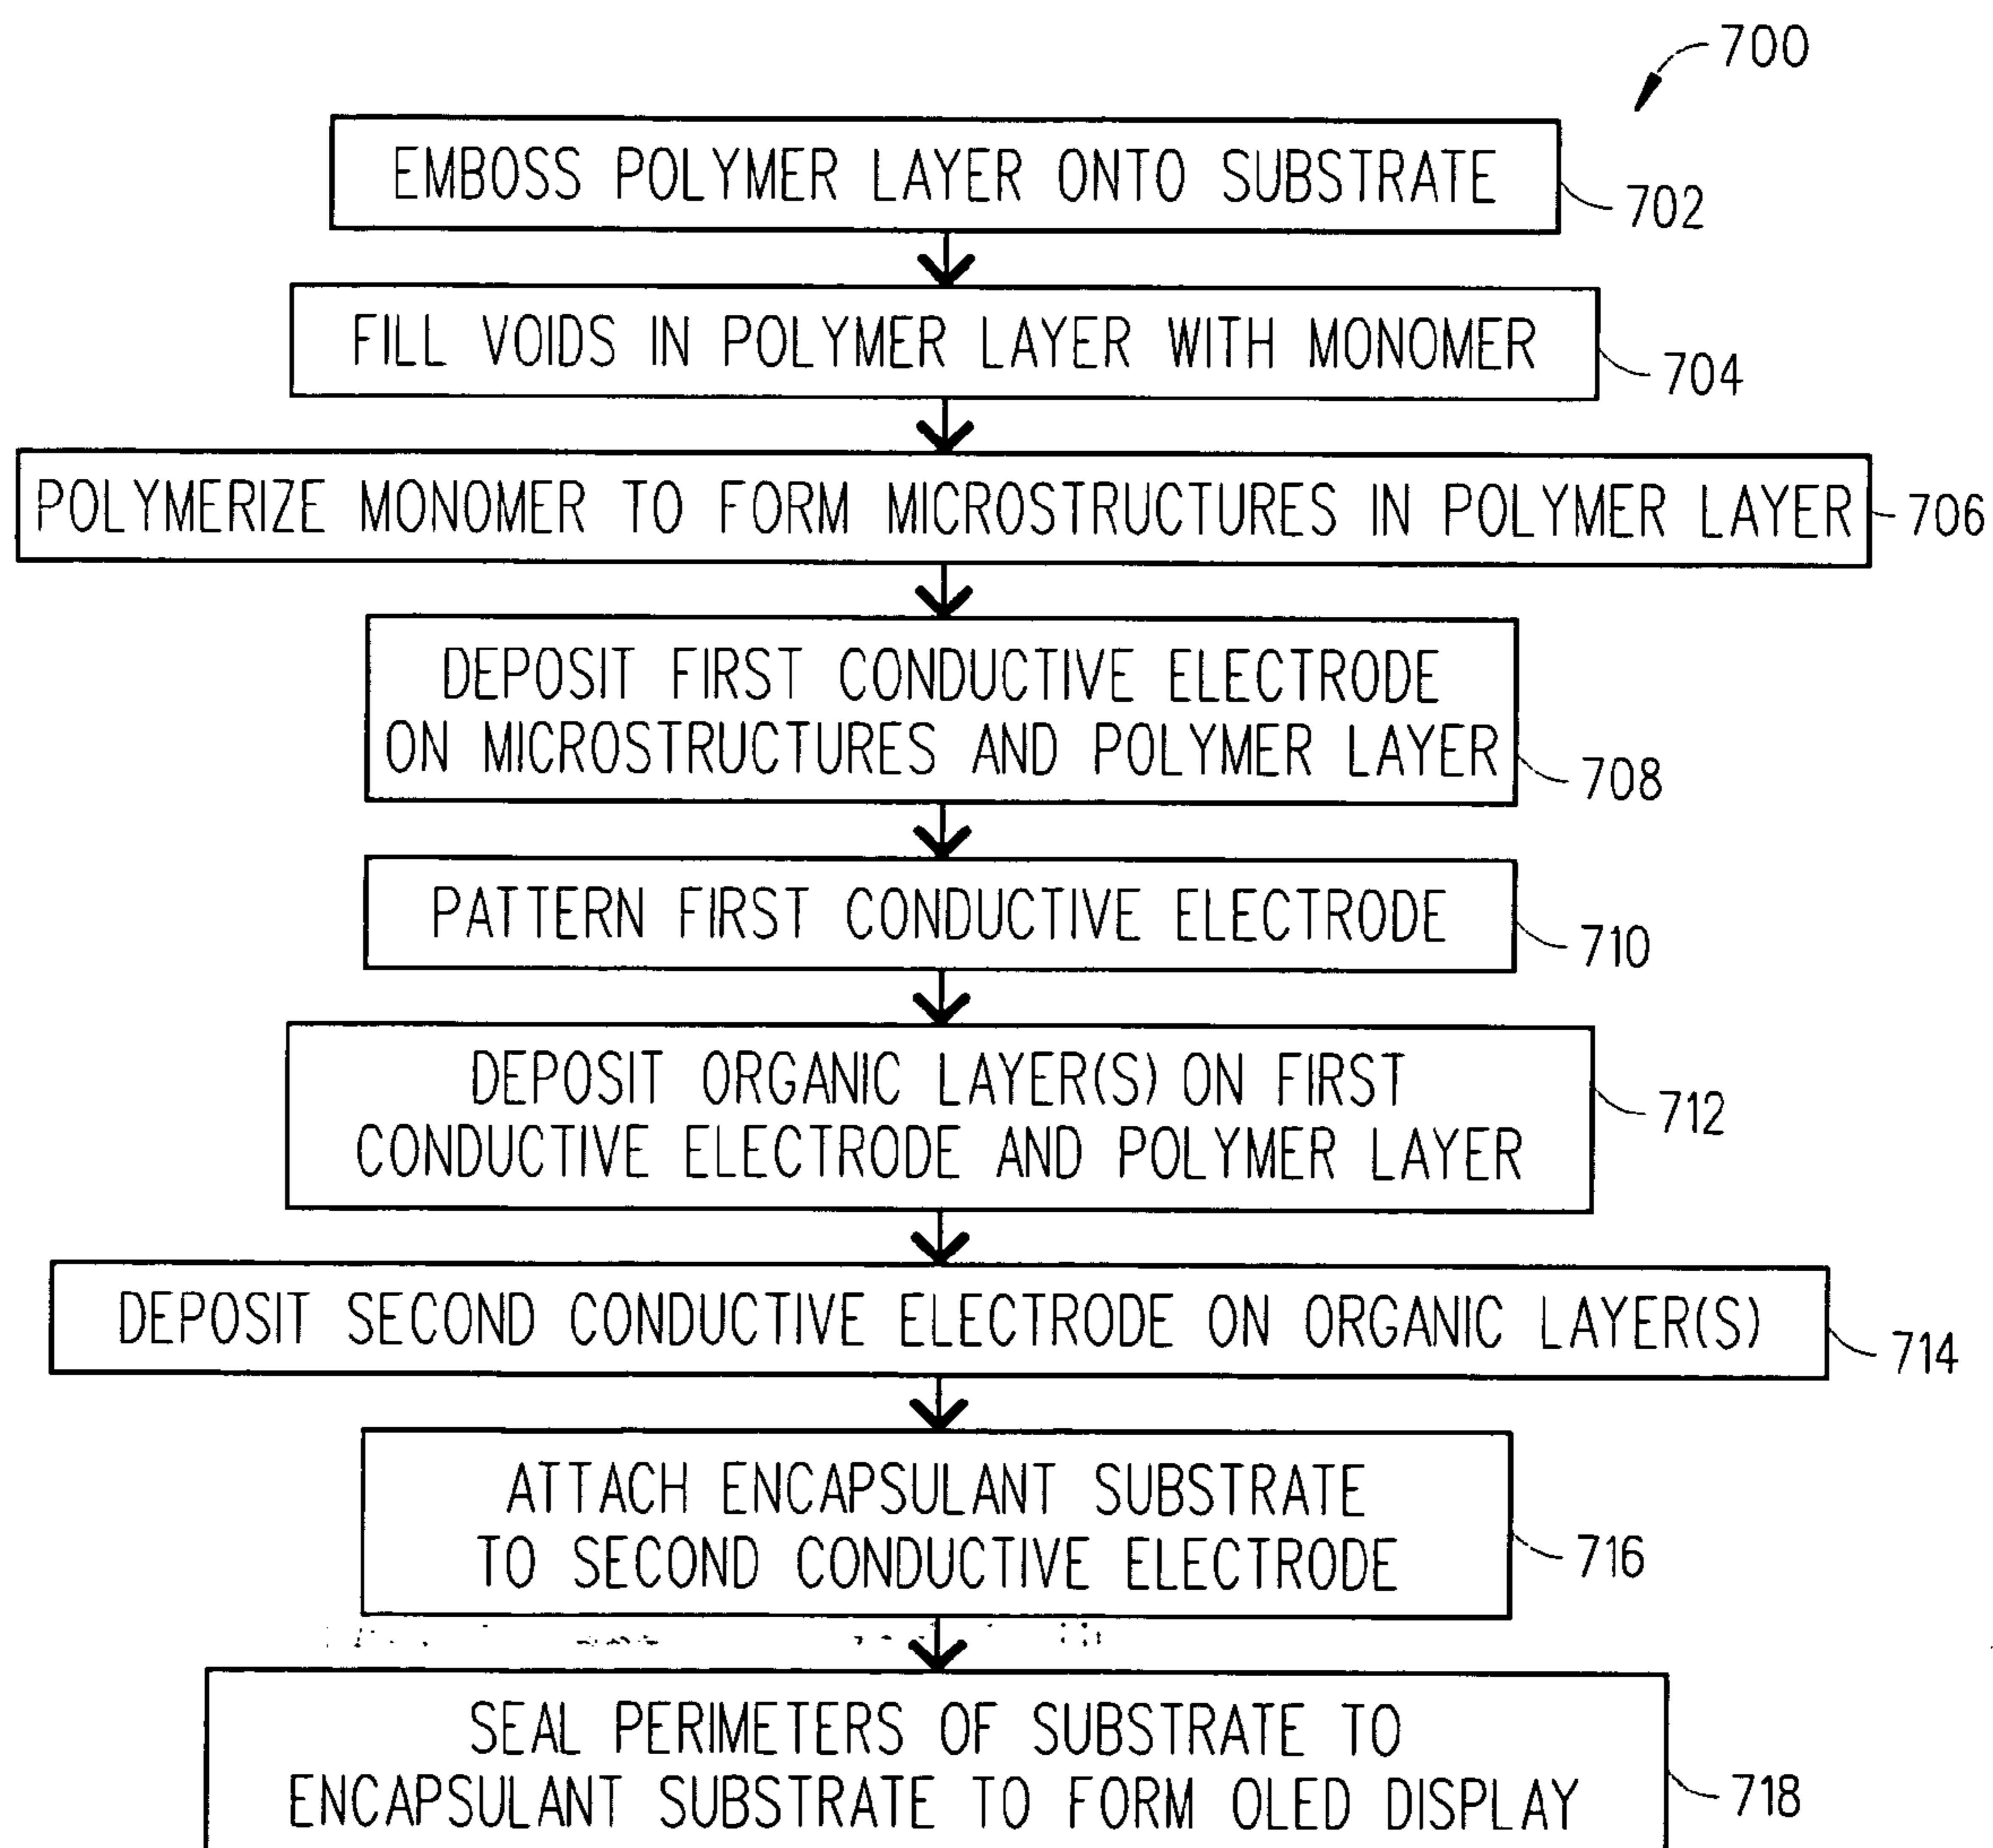 700
EMBOSS POLYMER LAYER ONTO SUBSTRATE
702
FILL VOIDS IN POLYMER LAYER WITH MONOMER
704
POLYMERIZE MONOMER TO FORM MICROSTRUCTURES IN POLYMER LAYER
706
DEPOSIT FIRST CONDUCTIVE ELECTRODE
ON MICROSTRUCTURES AND POLYMER LAYER
708
PATTERN FIRST CONDUCTIVE ELECTRODE
710
DEPOSIT ORGANIC LAYER(S) ON FIRST
CONDUCTIVE ELECTRODE AND POLYMER LAYER
712
DEPOSIT SECOND CONDUCTIVE ELECTRODE ON ORGANIC LAYER(S)
714
ATTACH ENCAPSULANT SUBSTRATE
TO SECOND CONDUCTIVE ELECTRODE
716
SEAL PERIMETERS OF SUBSTRATE TO
ENCAPSULANT SUBSTRATE TO FORM OLED DISPLAY
718